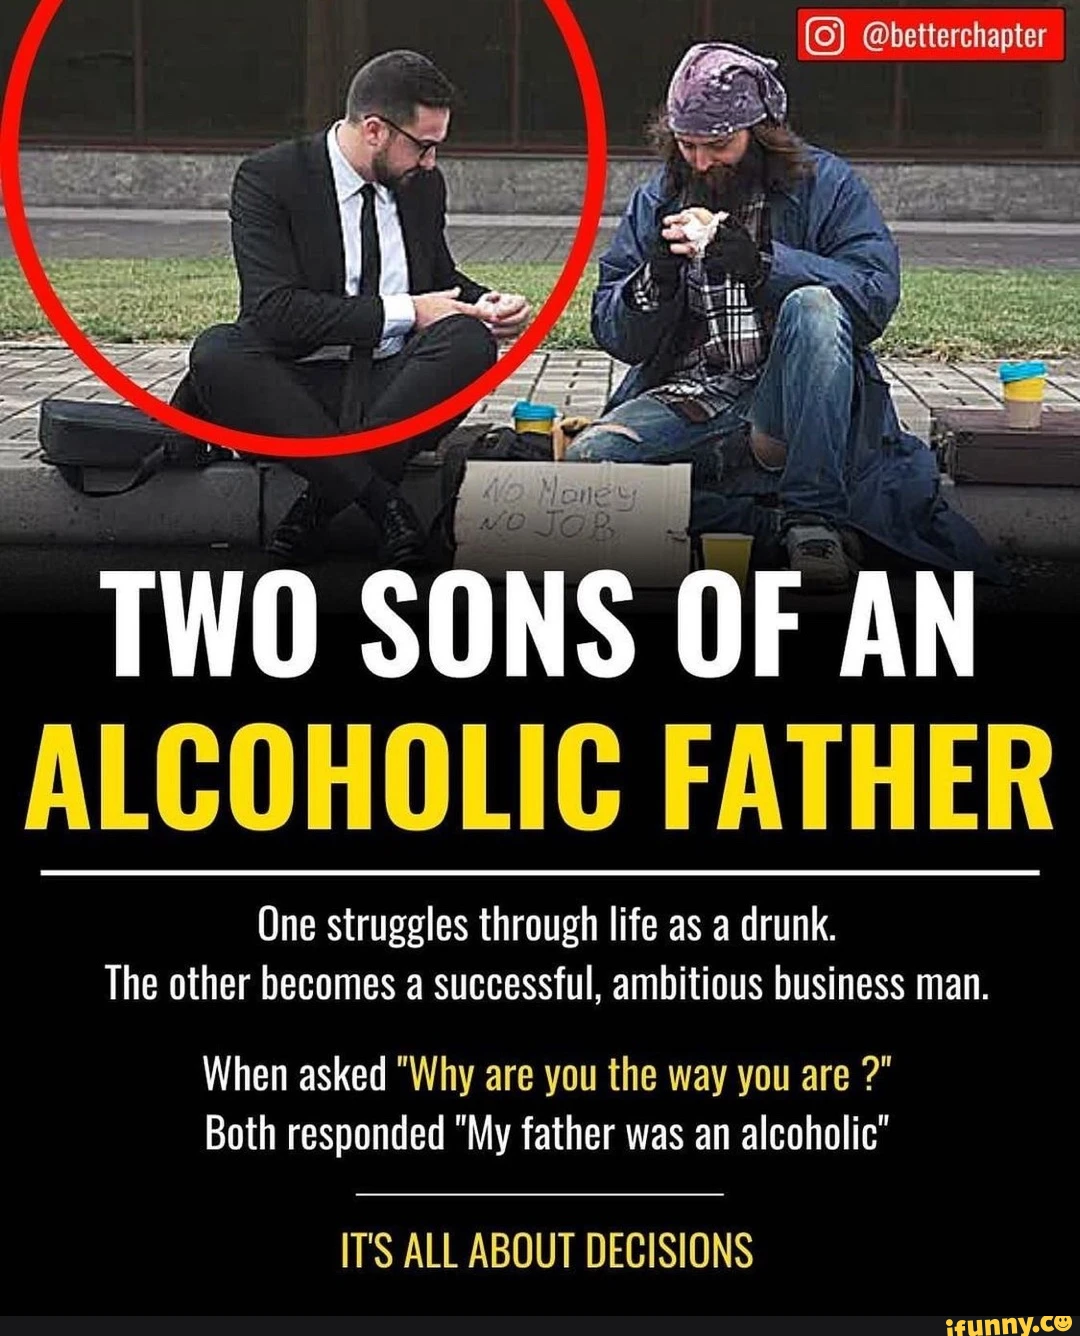 @betterchapter
No Money
NO JOB
TWO SONS OF AN
ALCOHOLIC FATHER
One struggles through life as a drunk.
The other becomes a successful, ambitious business man.
When asked "Why are you the way you are ?"
Both responded "My father was an alcoholic"
IT'S ALL ABOUT DECISIONS
ifunny.co